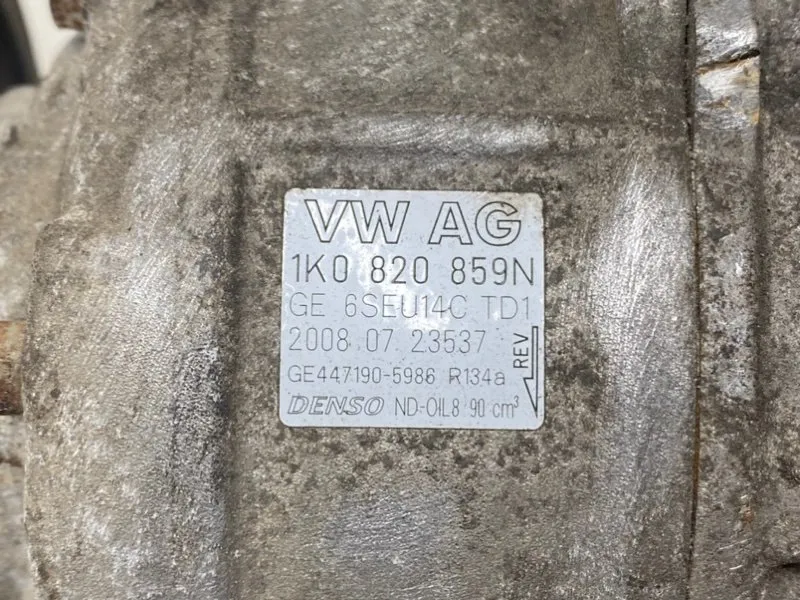 VW AG
1K0 820 859N
GE 6SEU14C TD1
2008.07.23537
REV
GE447190-5986 R134a
DENSO ND-OIL8 90 cm³